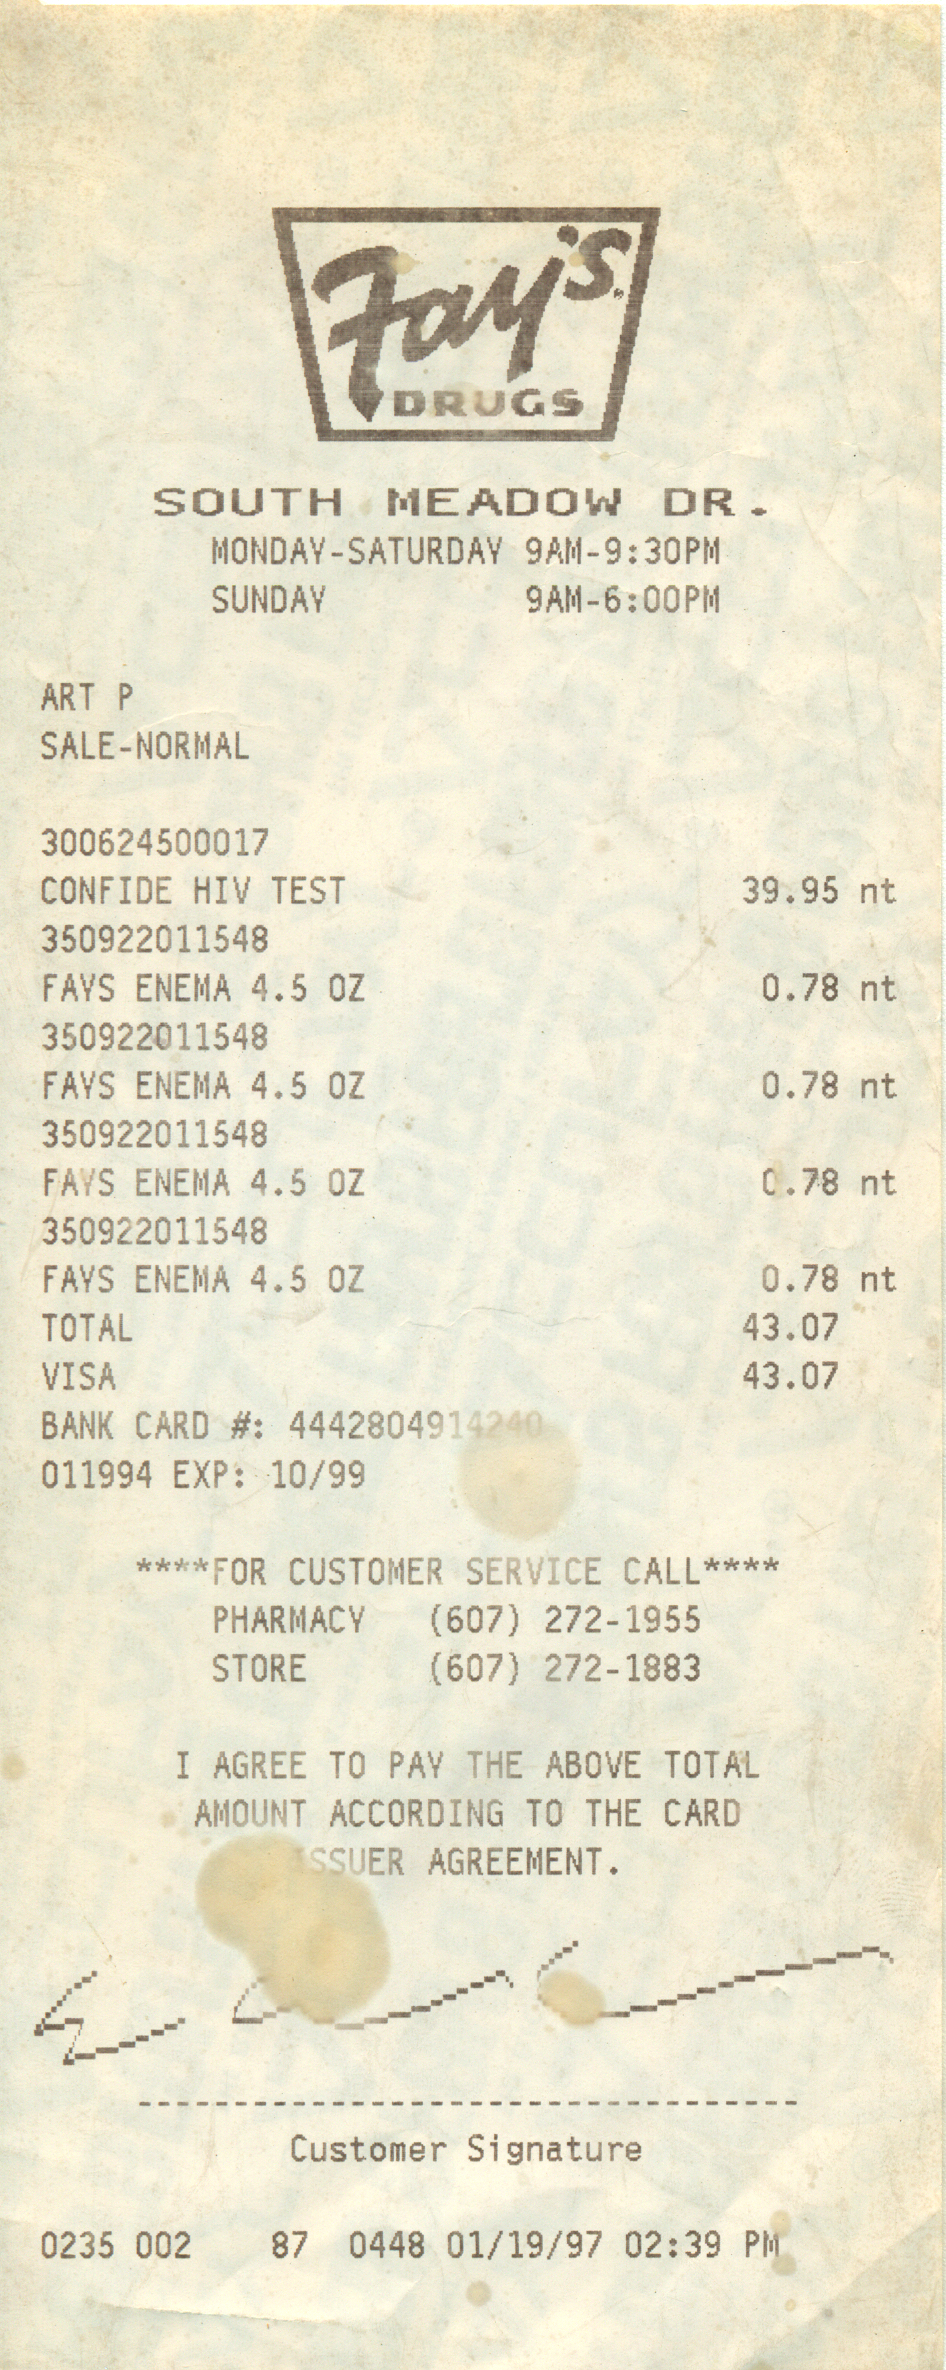 Fay's
DRUGS
SOUTH MEADOW DR.
MONDAY-SATURDAY 9AM-9:30PM
SUNDAY 9AM-6:00PM
ART P
SALE-NORMAL
300624500017
CONFIDE HIV TEST 39.95 nt
350922011548
FAYS ENEMA 4.5 OZ 0.78 nt
350922011548
FAYS ENEMA 4.5 OZ 0.78 nt
350922011548
FAYS ENEMA 4.5 OZ 0.78 nt
350922011548
FAYS ENEMA 4.5 OZ 0.78 nt
TOTAL 43.07
VISA 43.07
BANK CARD #: 4442804914240
011994 EXP: 10/99
****FOR CUSTOMER SERVICE CALL****
PHARMACY (607) 272-1955
STORE (607) 272-1883
I AGREE TO PAY THE ABOVE TOTAL
AMOUNT ACCORDING TO THE CARD
ISSUER AGREEMENT.
Customer Signature
0235 002 87 0448 01/19/97 02:39 PM